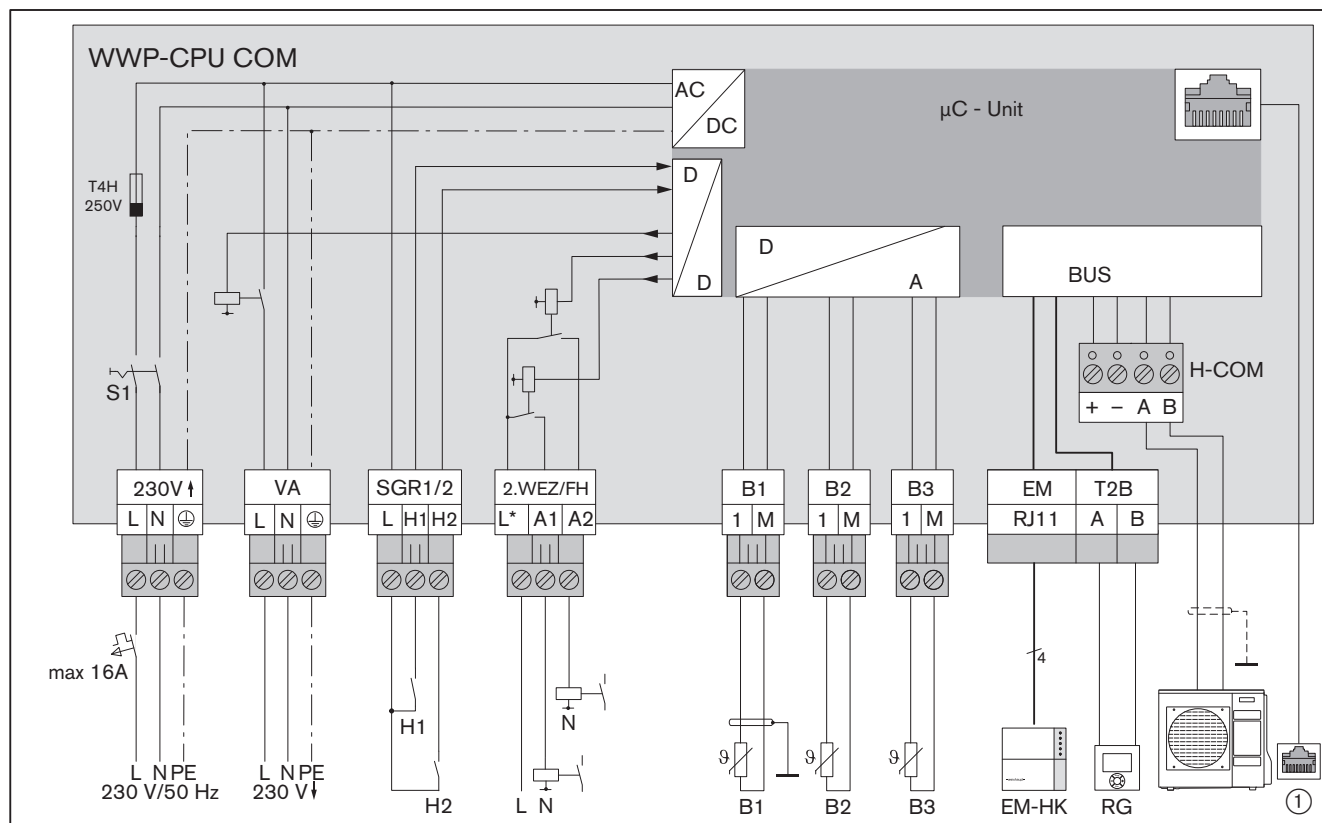 WWP-CPU COM
AC
DC
µC - Unit
T4H
250V
D
D
D
A
BUS
S1
H-COM
+ – A B
230V
VA
SGR1/2
2.WEZ/FH
B1
B2
B3
EM
T2B
L N
L N
L H1 H2
L* A1 A2
1 M
1 M
1 M
RJ11
A
B
max 16A
4
H1
N
L N PE
230 V/50 Hz
L N PE
230 V
H2
L N
ϑ
ϑ
ϑ
B1
B2
B3
EM-HK
RG
1